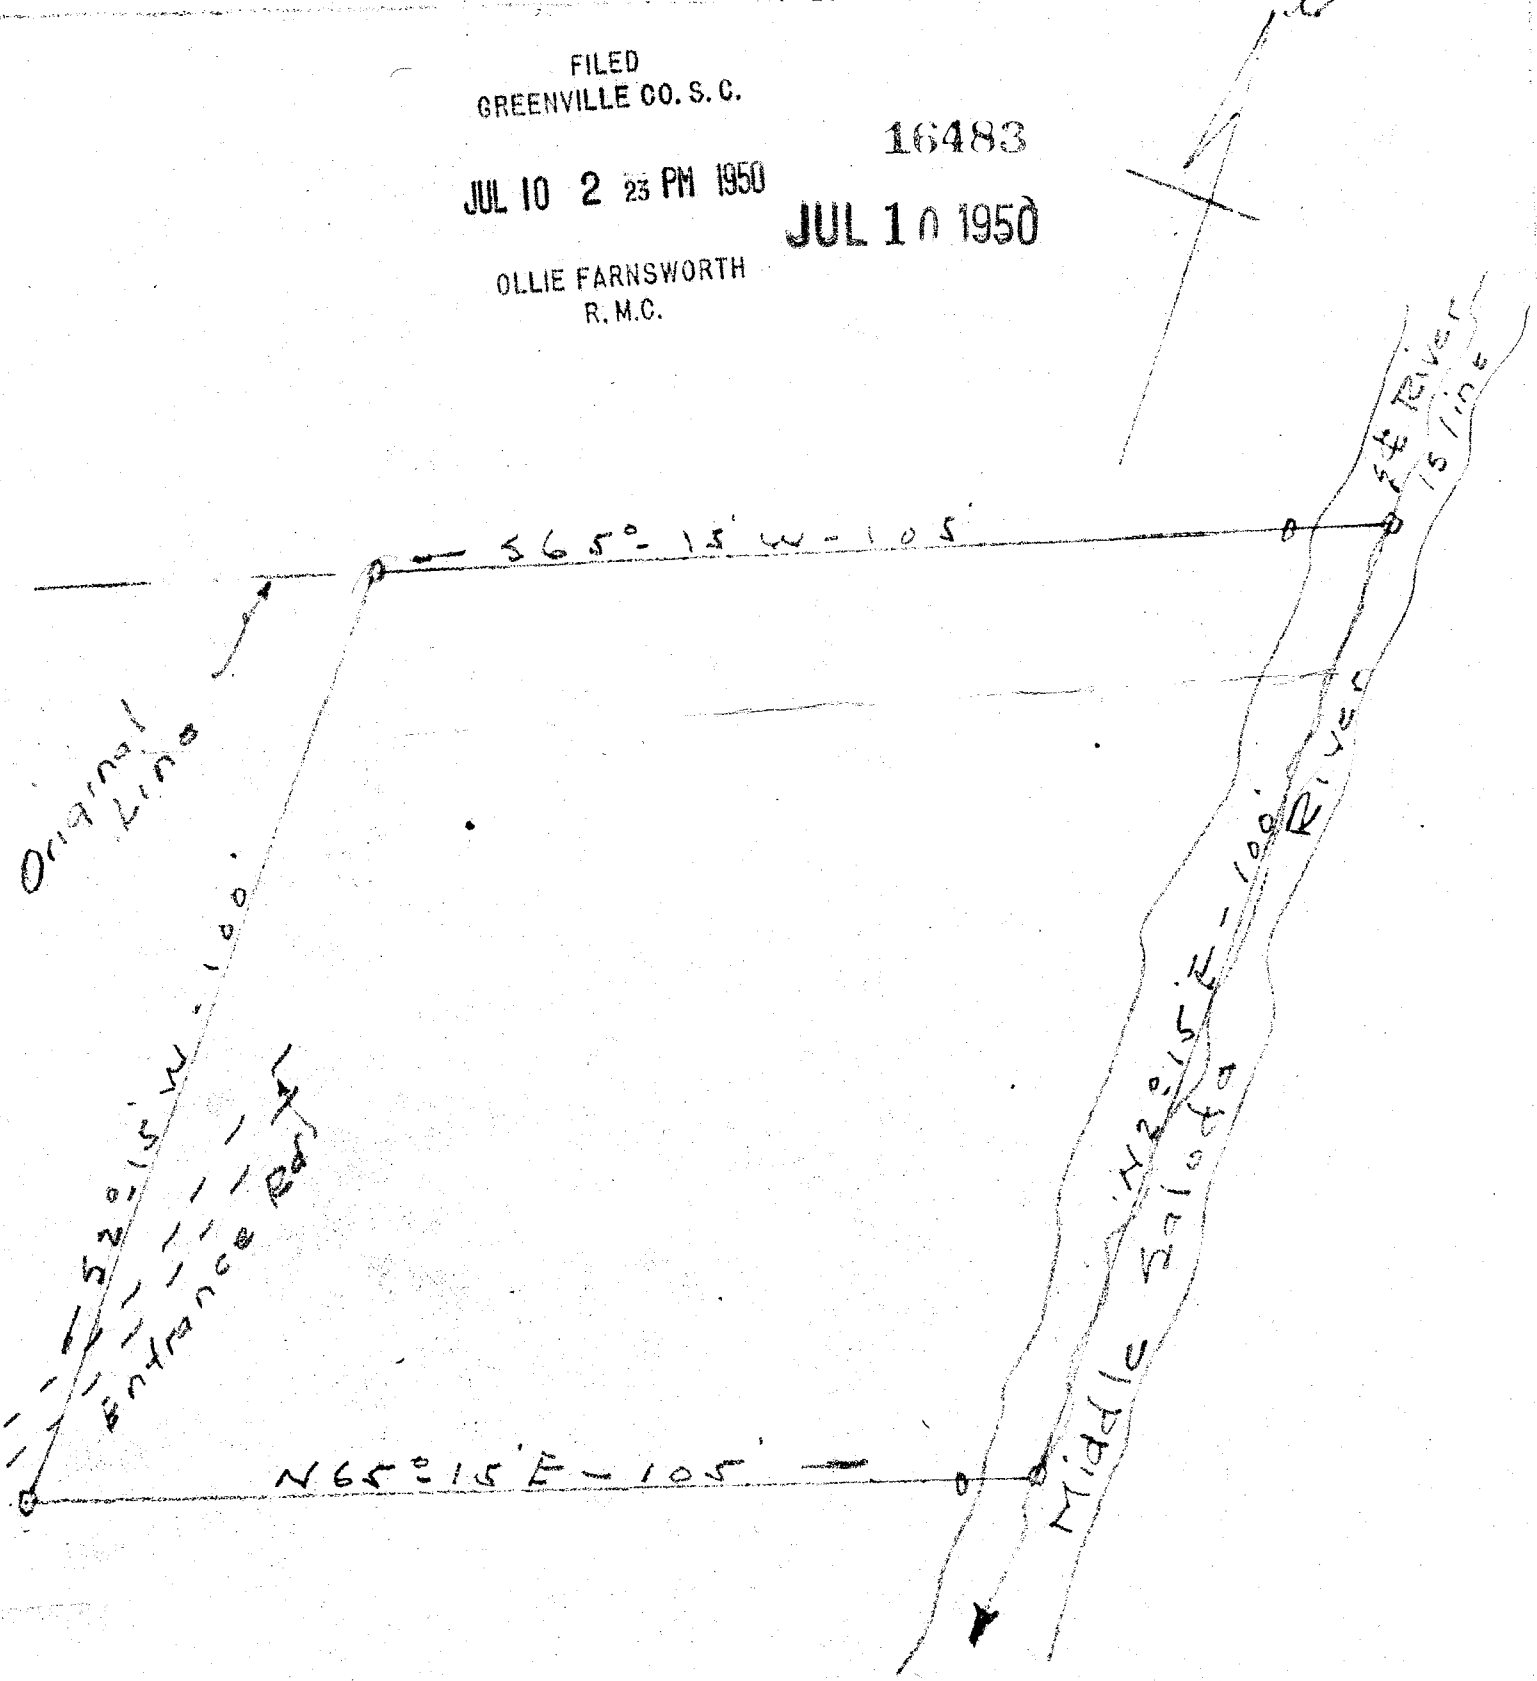 FILED
GREENVILLE CO. S. C.
16483
JUL 10 2 23 PM 1950
JUL 10 1950
OLLIE FARNSWORTH
R. M.C.
River
is line
S65°-15'W-105'
Original
Line
River
S2°-15'W-100'
N2°-15'E-100'
Entrance Rd.
Middle Saluda
N65°-15'E-105'